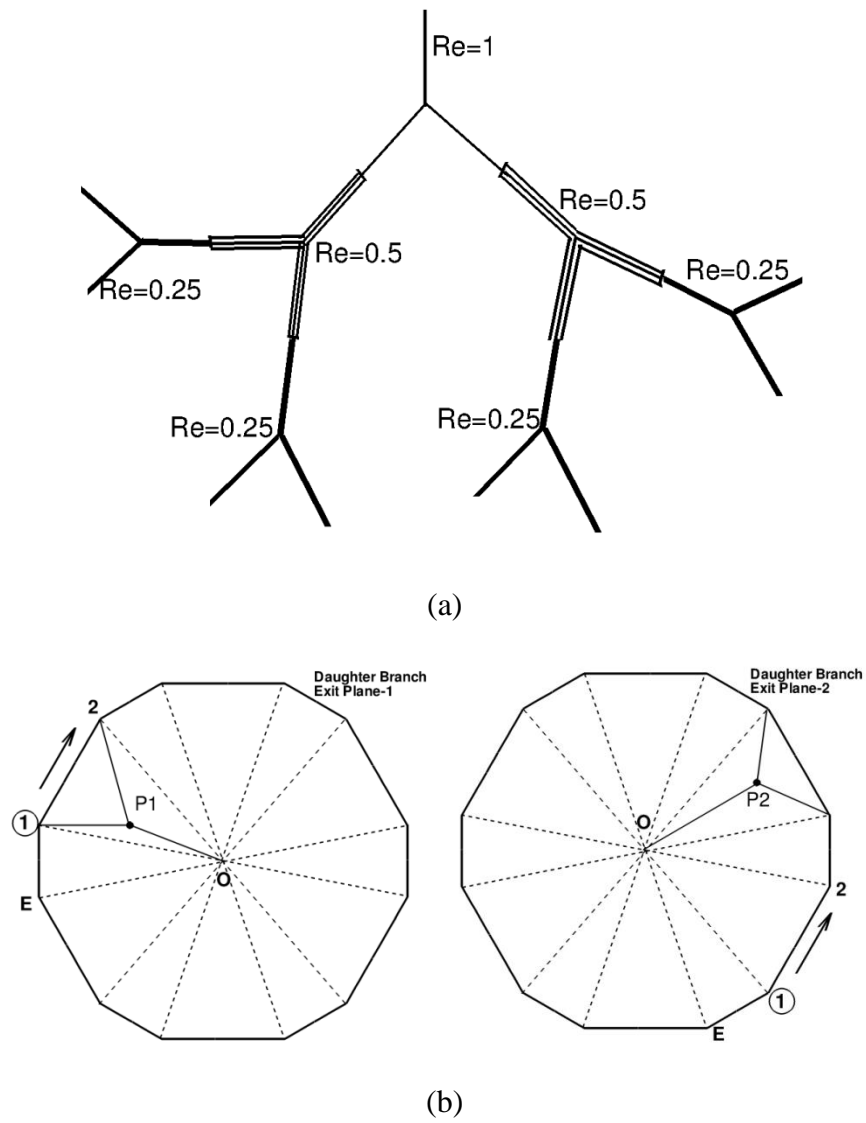 Re=1
Re=0.5
Re=0.5
Re=0.25
Re=0.25
Re=0.25
Re=0.25
(a)
Daughter Branch
Exit Plane-1
2
P1
1
O
E
Daughter Branch
Exit Plane-2
P2
O
2
1
E
(b)